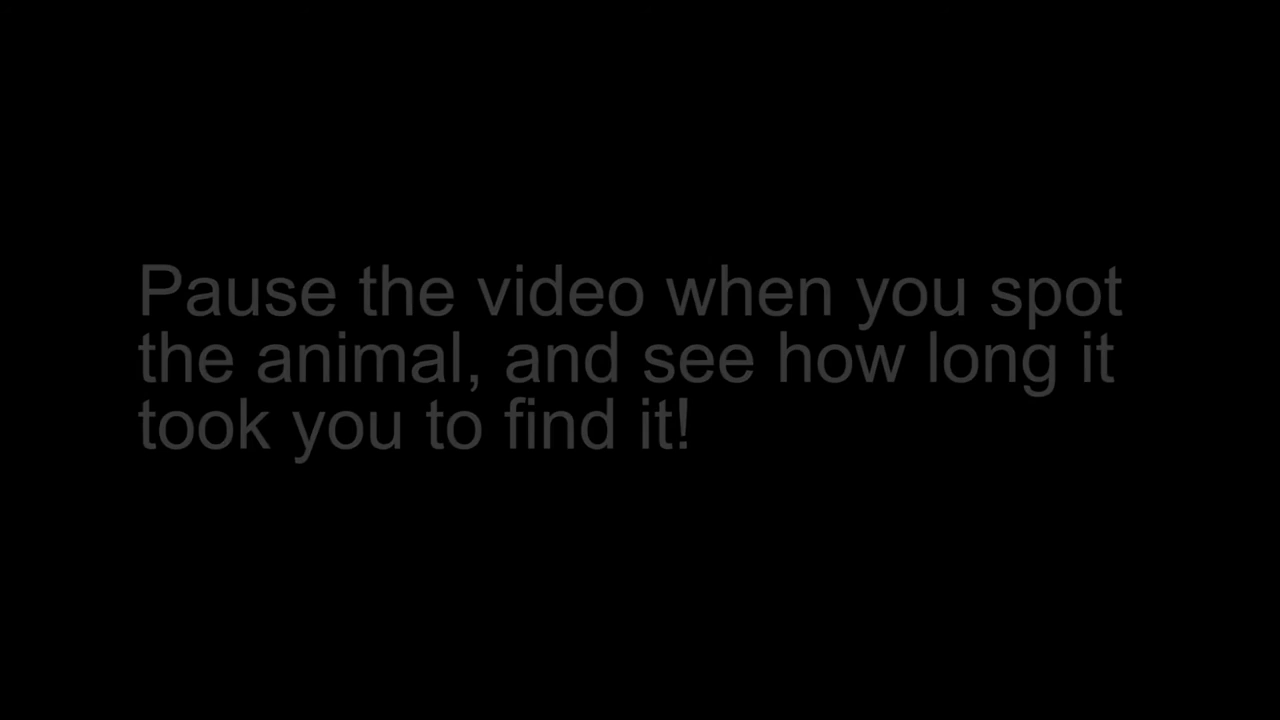 Pause the video when you spot
the animal, and see how long it
took you to find it!